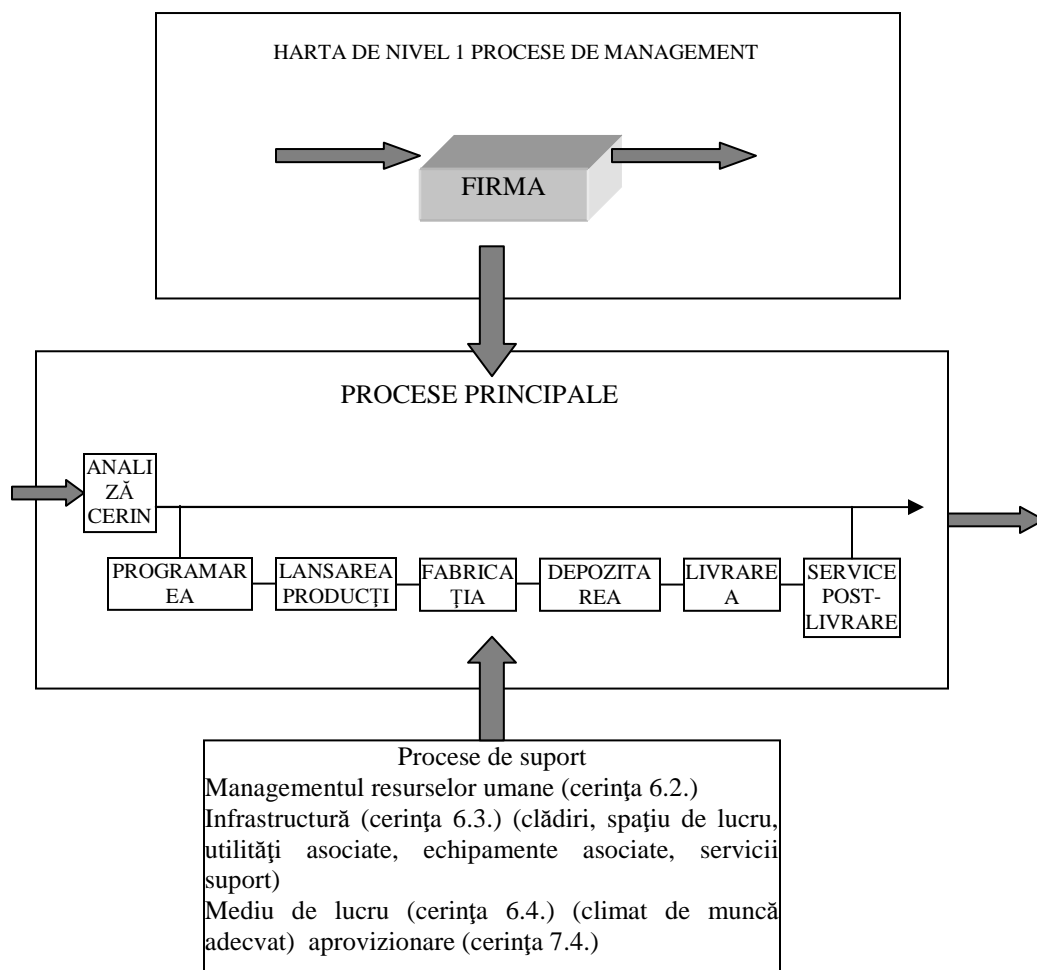 HARTA DE NIVEL 1 PROCESE DE MANAGEMENT
FIRMA
PROCESE PRINCIPALE
ANALI
ZĂ
CERIN
PROGRAMAR
EA
LANSAREA
PRODUCŢI
FABRICA
ŢIA
DEPOZITA
REA
LIVRARE
A
SERVICE
POST-
LIVRARE
Procese de suport
Managementul resurselor umane (cerinţa 6.2.)
Infrastructură (cerinţa 6.3.) (clădiri, spaţiu de lucru,
utilităţi asociate, echipamente asociate, servicii
suport)
Mediu de lucru (cerinţa 6.4.) (climat de muncă
adecvat) aprovizionare (cerinţa 7.4.)